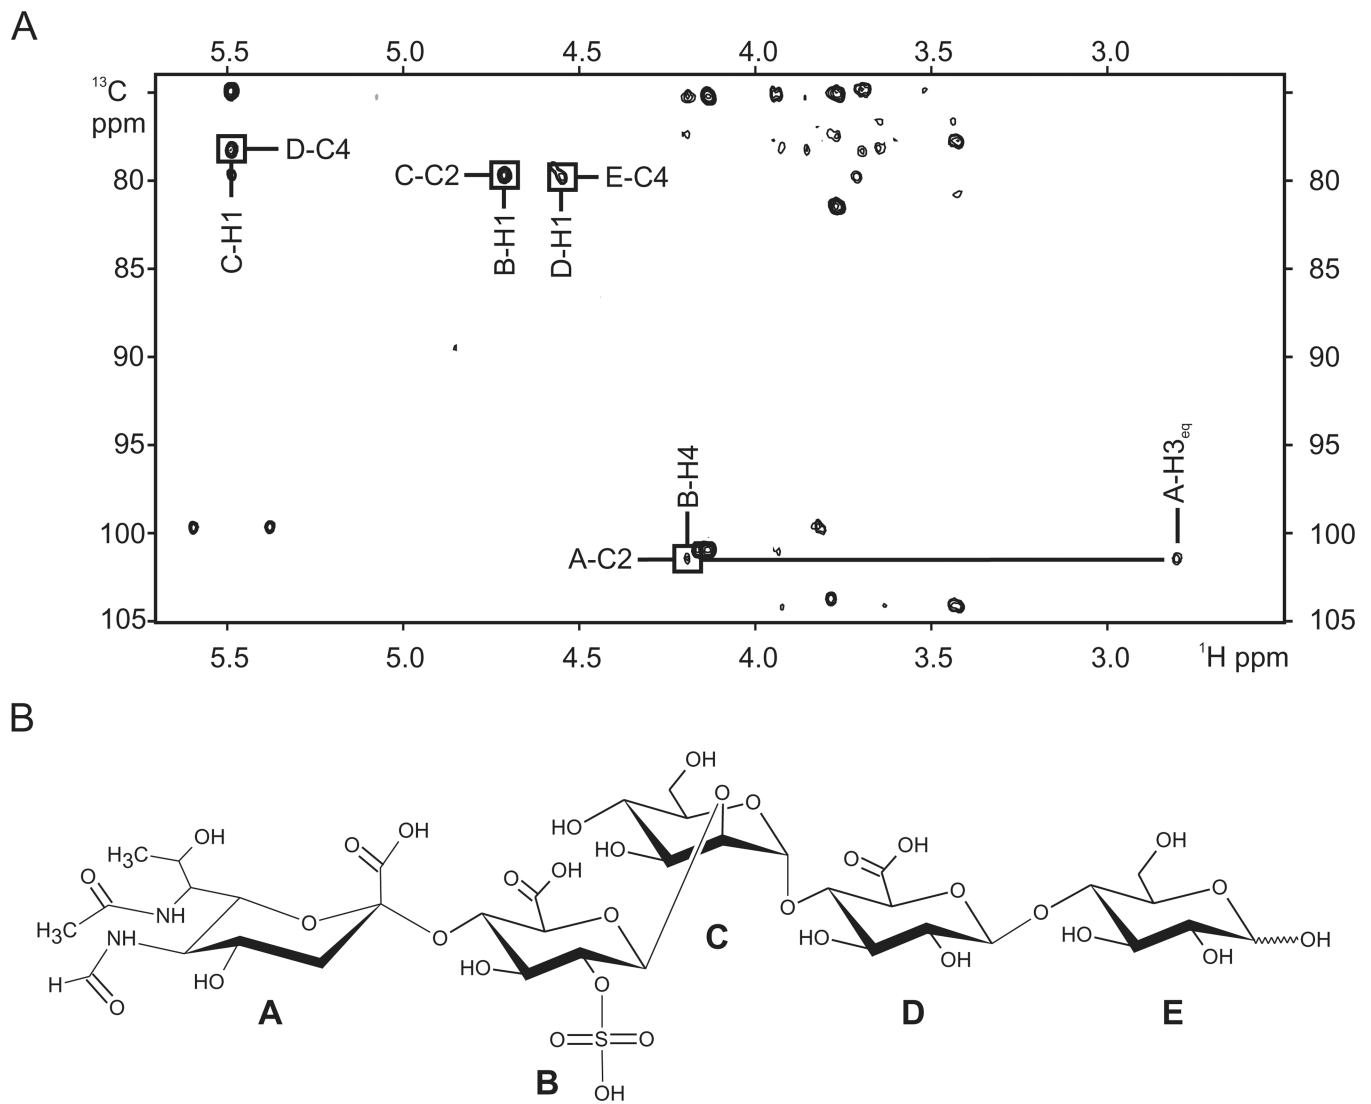 A
5.5 5.0 4.5 4.0 3.5 3.0
13C
ppm
D-C4
C-C2
E-C4
80 80
C-H1
B-H1
D-H1
85 85
90 90
95 95
B-H4
A-H3eq
100 100
A-C2
105 105
5.5 5.0 4.5 4.0 3.5 3.0 1H ppm
B
OH
O
O
HO
OH
H3C
O
OH
HO
O
OH
O
OH
OH
O
NH
H3C
O
O
O
O
O
O
NH
O
HO
C
HO
HO
OH
HO
OH
OH
H
O
HO
O
A
D
E
O S O
B
OH